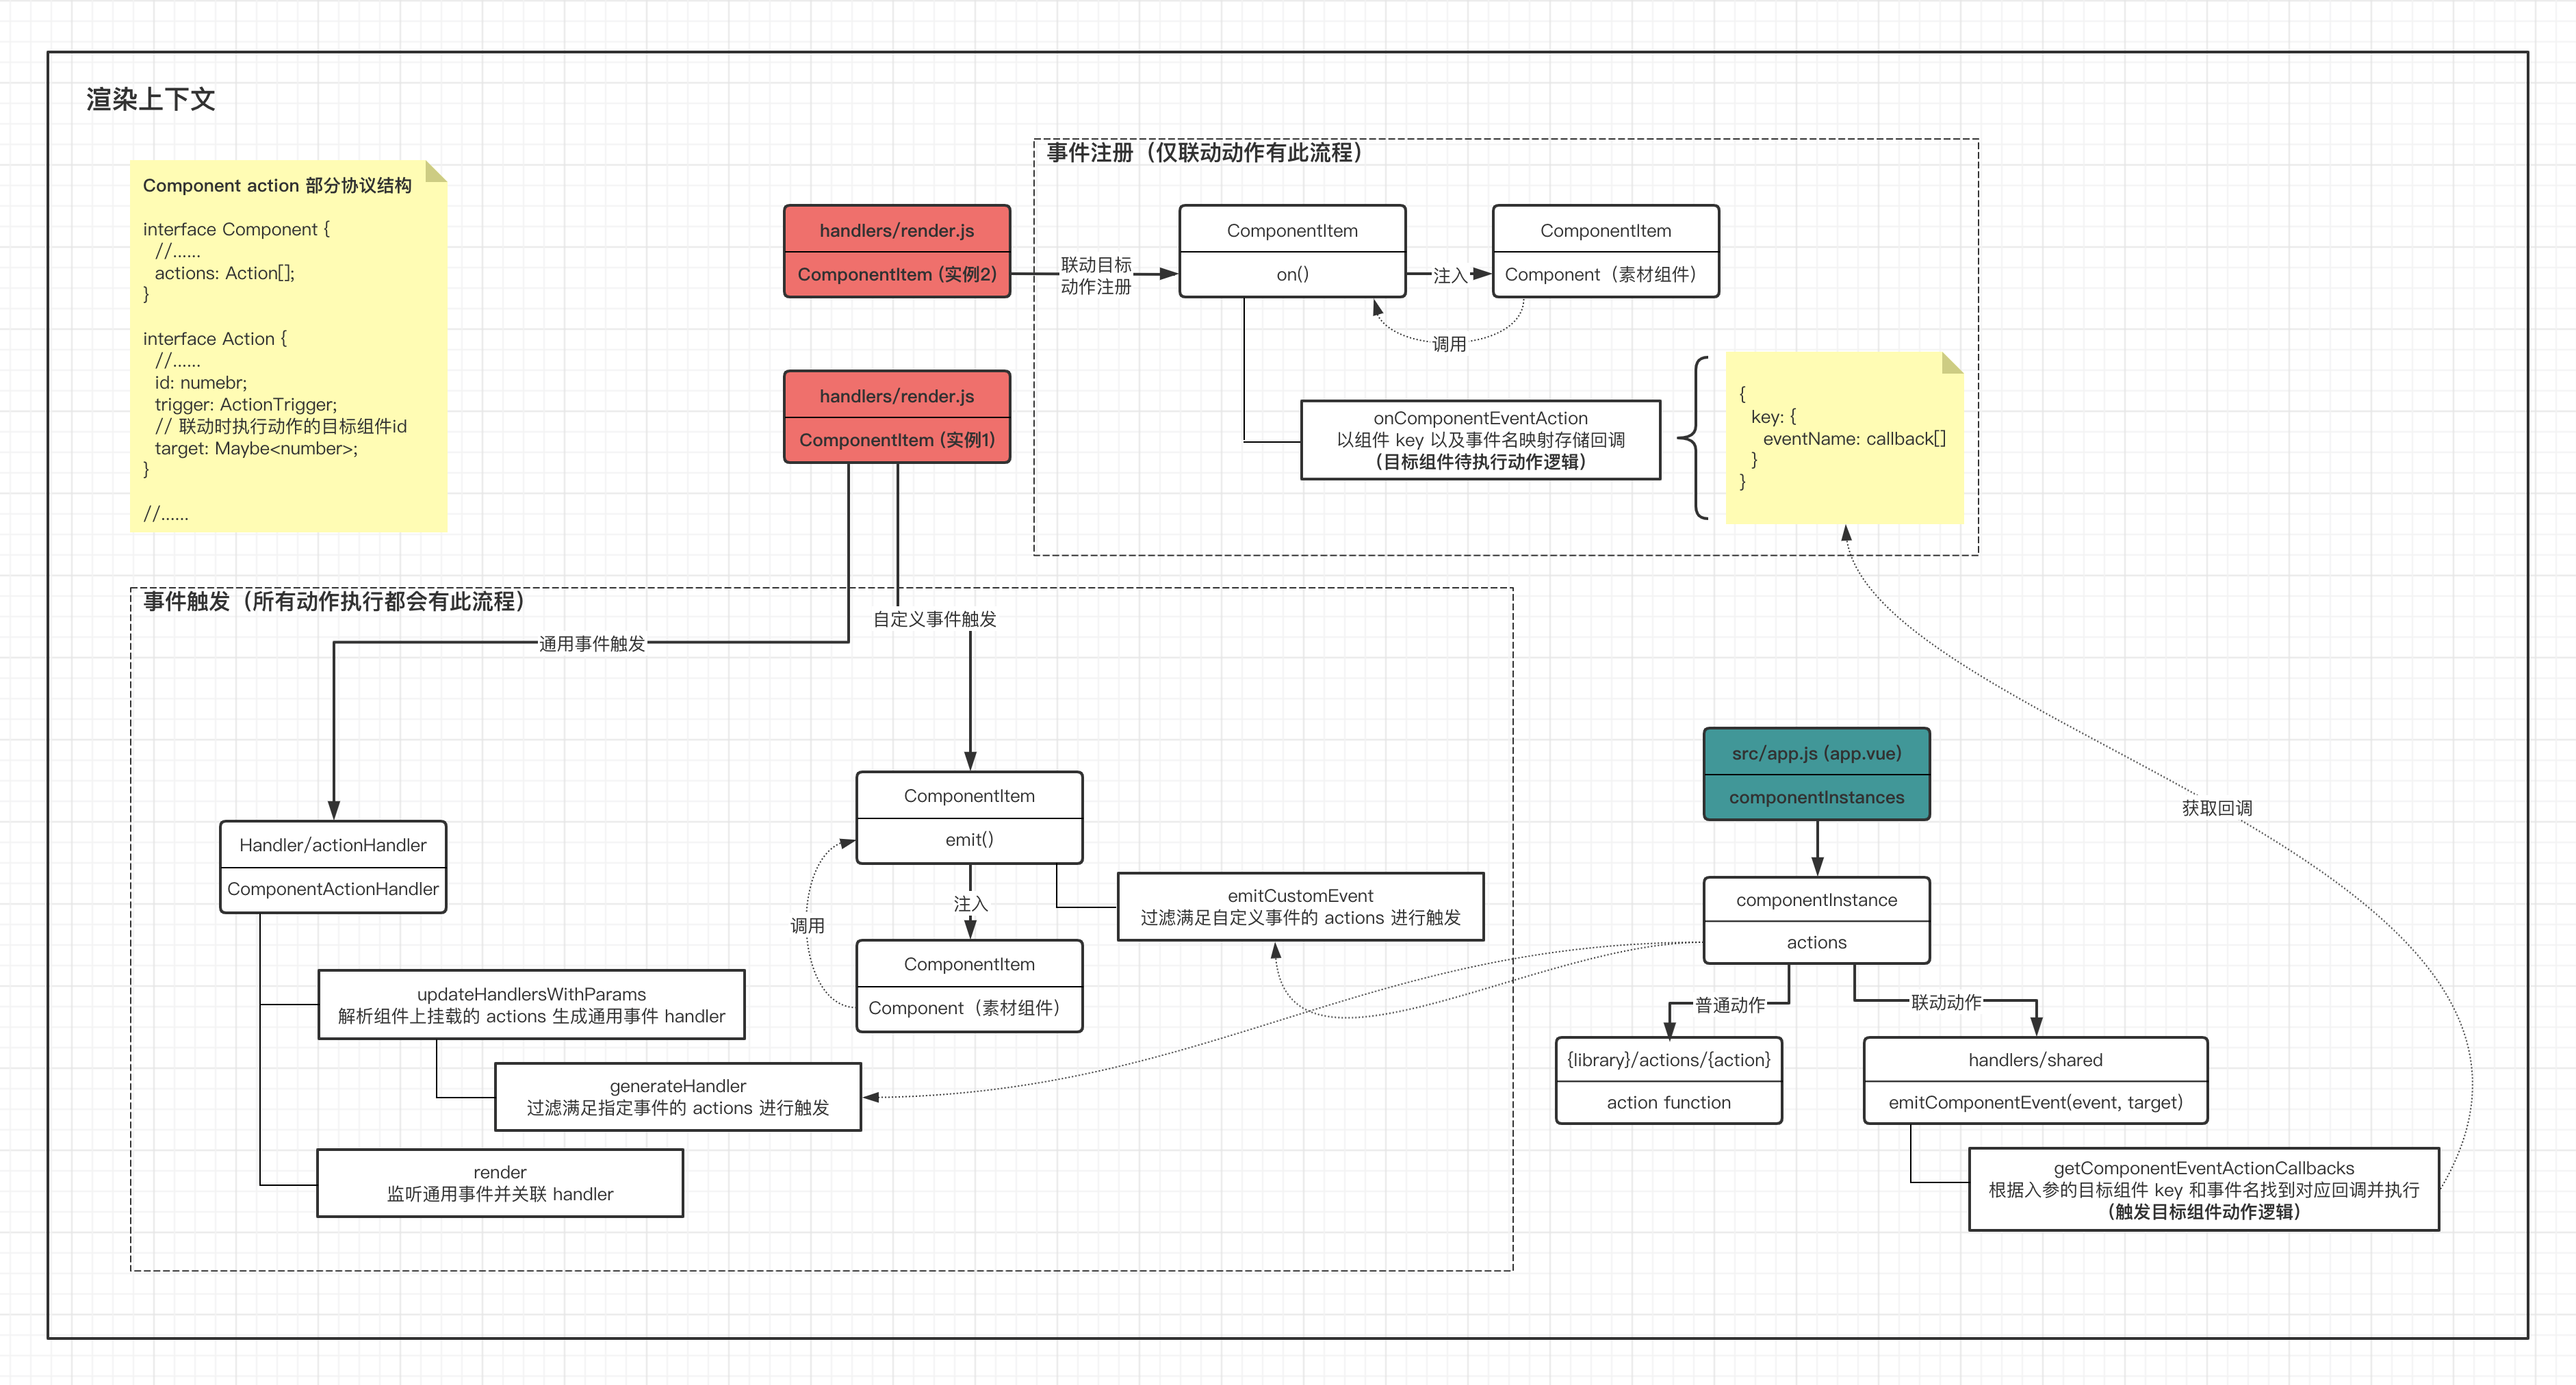 渲染上下文
Component action 部分协议结构
interface Component {
//......
actions: Action[];
}
interface Action {
//......
id: numebr;
trigger: ActionTrigger;
// 联动时执行动作的目标组件id
target: Maybe<number>;
}
//......
handlers/render.js
ComponentItem (实例2)
handlers/render.js
ComponentItem (实例1)
事件注册（仅联动动作有此流程）
联动目标
动作注册
ComponentItem
on()
注入
ComponentItem
Component（素材组件）
调用
onComponentEventAction
以组件 key 以及事件名映射存储回调
（目标组件待执行动作逻辑）
{
key: {
eventName: callback[]
}
}
事件触发（所有动作执行都会有此流程）
通用事件触发
自定义事件触发
Handler/actionHandler
ComponentActionHandler
updateHandlersWithParams
解析组件上挂载的 actions 生成通用事件 handler
generateHandler
过滤满足指定事件的 actions 进行触发
render
监听通用事件并关联 handler
ComponentItem
emit()
注入
调用
ComponentItem
Component（素材组件）
emitCustomEvent
过滤满足自定义事件的 actions 进行触发
src/app.js (app.vue)
componentInstances
componentInstance
actions
普通动作
联动动作
{library}/actions/{action}
action function
handlers/shared
emitComponentEvent(event, target)
getComponentEventActionCallbacks
根据入参的目标组件 key 和事件名找到对应回调并执行
（触发目标组件动作逻辑）
获取回调